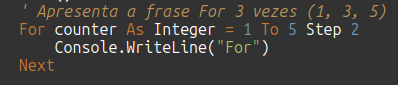 ' Apresenta a frase For 3 vezes (1, 3, 5)
For counter As Integer = 1 To 5 Step 2
    Console.WriteLine("For")
Next